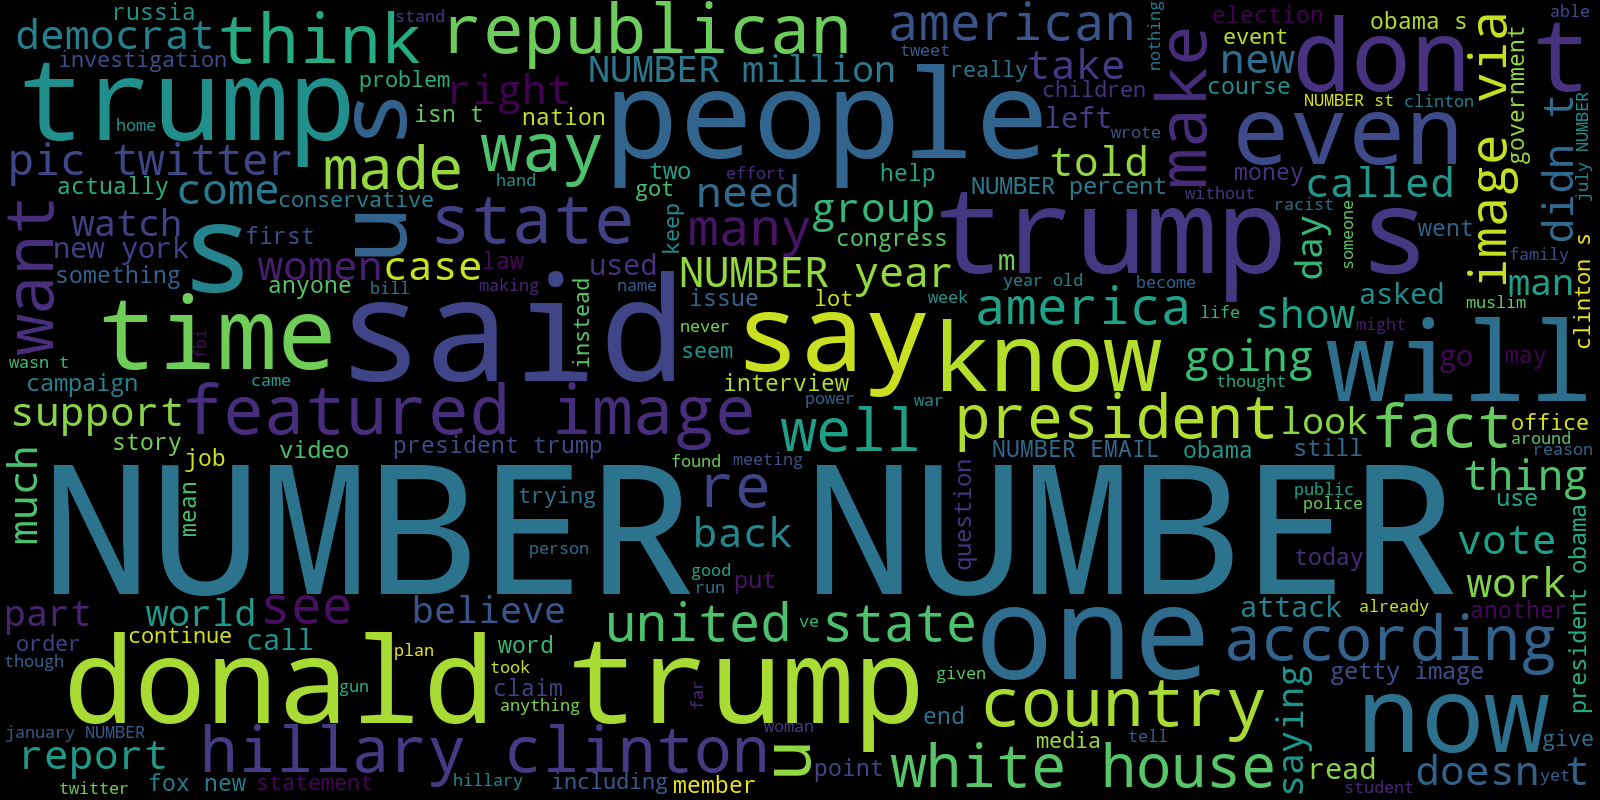 russia stand republican american election obama s able
democrat think tweet nothing event new don t
investigation NUMBER million really take make image via government
trump problem right people children even
home s isn t nation left wrote NUMBER st clinton
pic twitter made way told didn t july NUMBER
actually come hand two effort help NUMBER percent money called
conservative got need without racist
want watch u state many group trump s day someone went
new york s first keep congress family
something women case law used NUMBER year m man
anyone bill making name issue lot week year old become asked clinton s
time said instead never say know america life show might muslim
wasn t fbi seem going will go may
campaign came interview thought
support featured image power war president look fact office
story video president trump well NUMBER EMAIL obama still around
much job found meeting reason
mean NUMBER NUMBER trying re question public thing
person back police use
good today vote president obama
run put work
part world see believe united state one attack already another
order continue call ve according
though word
donald trump plan took given getty image
gun claim far country saying now
anything end
january NUMBER hillary clinton woman u media tell give
report white house read doesn t
fox new statement hillary including member point yet
twitter student